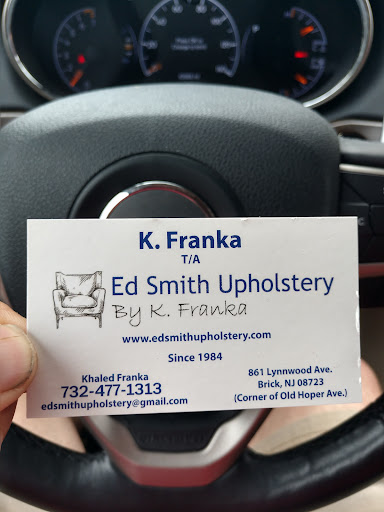 K. Franka
T/A
Ed Smith Upholstery
By K. Franka
www.edsmithupholstery.com
Since 1984
Khaled Franka
732-477-1313
edsmithupholstery@gmail.com
861 Lynnwood Ave.
Brick, NJ 08723
(Corner of Old Hoper Ave.)